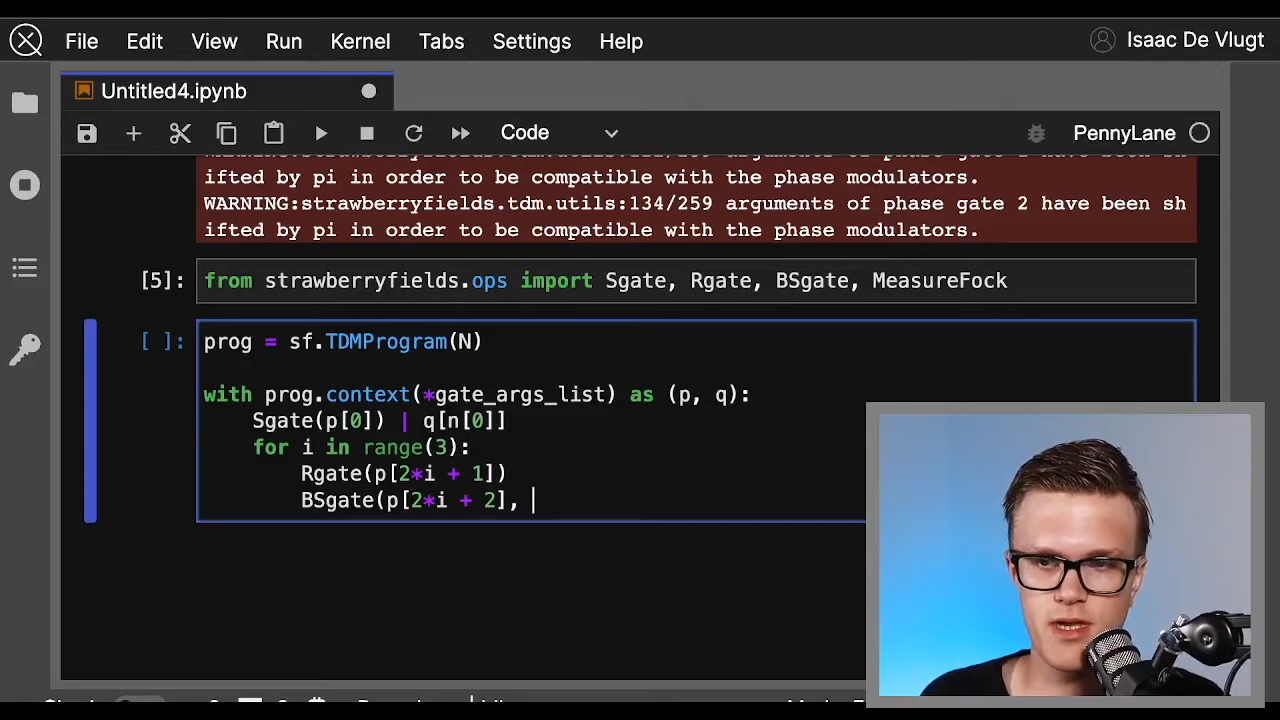 File Edit View Run Kernel Tabs Settings Help Isaac De Vlugt
Untitled4.ipynb
Code PennyLane
ifted by pi in order to be compatible with the phase modulators.
WARNING:strawberryfields.tdm.utils:134/259 arguments of phase gate 2 have been sh
ifted by pi in order to be compatible with the phase modulators.
[5]: from strawberryfields.ops import Sgate, Rgate, BSgate, MeasureFock
[ ]: prog = sf.TDMProgram(N)
with prog.context(*gate_args_list) as (p, q):
Sgate(p[0]) | q[n[0]]
for i in range(3):
Rgate(p[2*i + 1])
BSgate(p[2*i + 2],